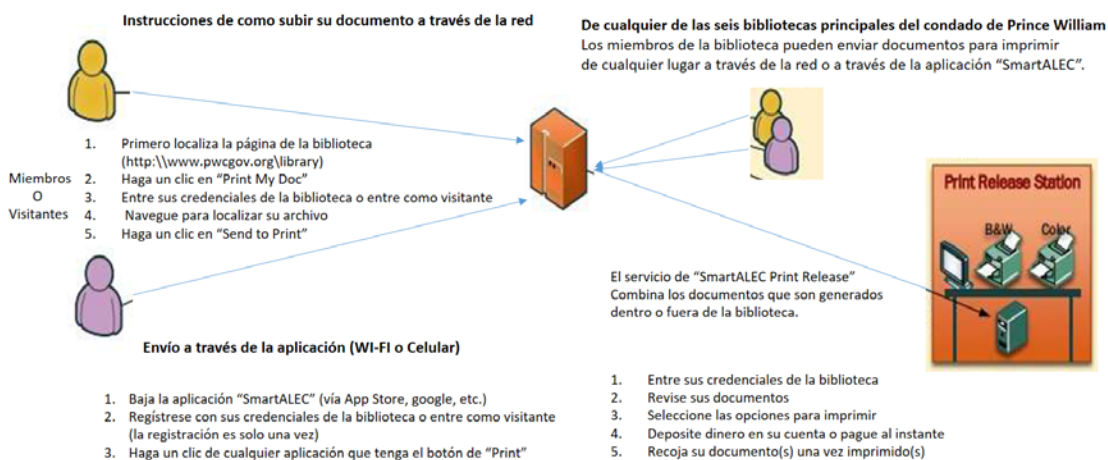 Instrucciones de como subir su documento a través de la red
1. Primero localiza la página de la biblioteca
(http:\\www.pwcgov.org\library)
2. Haga un clic en “Print My Doc”
3. Entre sus credenciales de la biblioteca o entre como visitante
4. Navegue para localizar su archivo
5. Haga un clic en “Send to Print”
Miembros
O
Visitantes
Envío a través de la aplicación (WI-FI o Celular)
1. Baja la aplicación “SmartALEC” (vía App Store, google, etc.)
2. Regístrese con sus credenciales de la biblioteca o entre como visitante
(la registración es solo una vez)
3. Haga un clic de cualquier aplicación que tenga el botón de “Print”
De cualquier de las seis bibliotecas principales del condado de Prince William
Los miembros de la biblioteca pueden enviar documentos para imprimir
de cualquier lugar a través de la red o a través de la aplicación “SmartALEC”.
Print Release Station
B&W Color
El servicio de “SmartALEC Print Release”
Combina los documentos que son generados
dentro o fuera de la biblioteca.
1. Entre sus credenciales de la biblioteca
2. Revise sus documentos
3. Seleccione las opciones para imprimir
4. Deposite dinero en su cuenta o pague al instante
5. Recoja su documento(s) una vez imprimido(s)